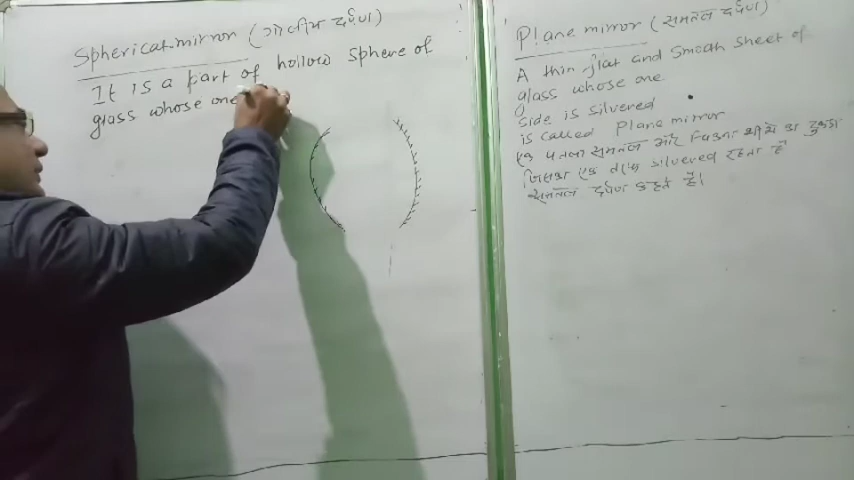 Spherical mirror (गोलीय दर्पण)
It is a part of hollow sphere of
glass whose one
Plane mirror (समतल दर्पण)
A thin flat and smooth sheet of
glass whose one
side is silvered
is called Plane mirror
एक पतला समतल और चिकना शीशे का टुकड़ा
जिसका एक तरफ silvered रहता है
समतल दर्पण कहते हैं।